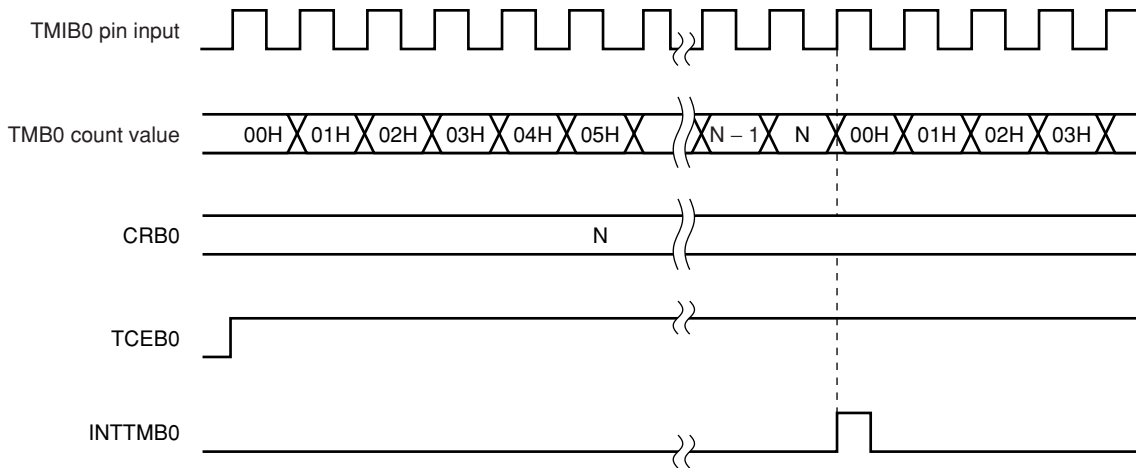 TMIB0 pin input
TMB0 count value 00H 01H 02H 03H 04H 05H N – 1 N 00H 01H 02H 03H
CRB0 N
TCEB0
INTTMB0